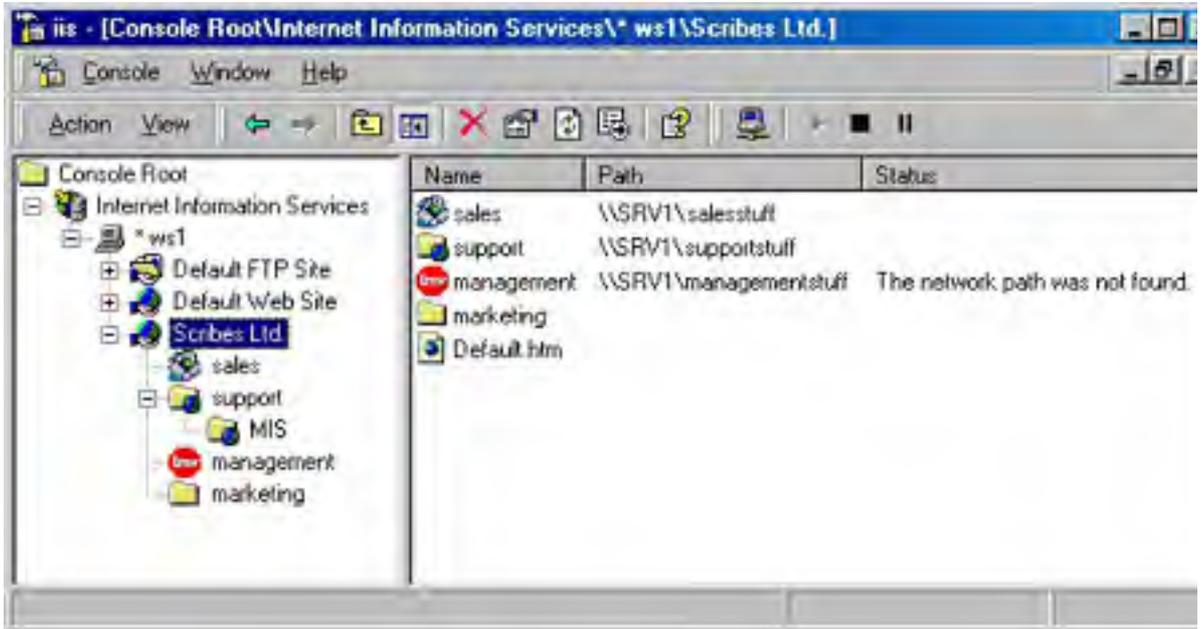 iis - [Console Root\Internet Information Services\* ws1\Scribes Ltd.]
Console Window Help
Action View
Console Root
Internet Information Services
* ws1
Default FTP Site
Default Web Site
Scribes Ltd.
sales
support
MIS
management
marketing
Name Path Status
sales \\SRV1\salesstuff
support \\SRV1\supportstuff
Error management \\SRV1\managementstuff The network path was not found.
marketing
Default.htm